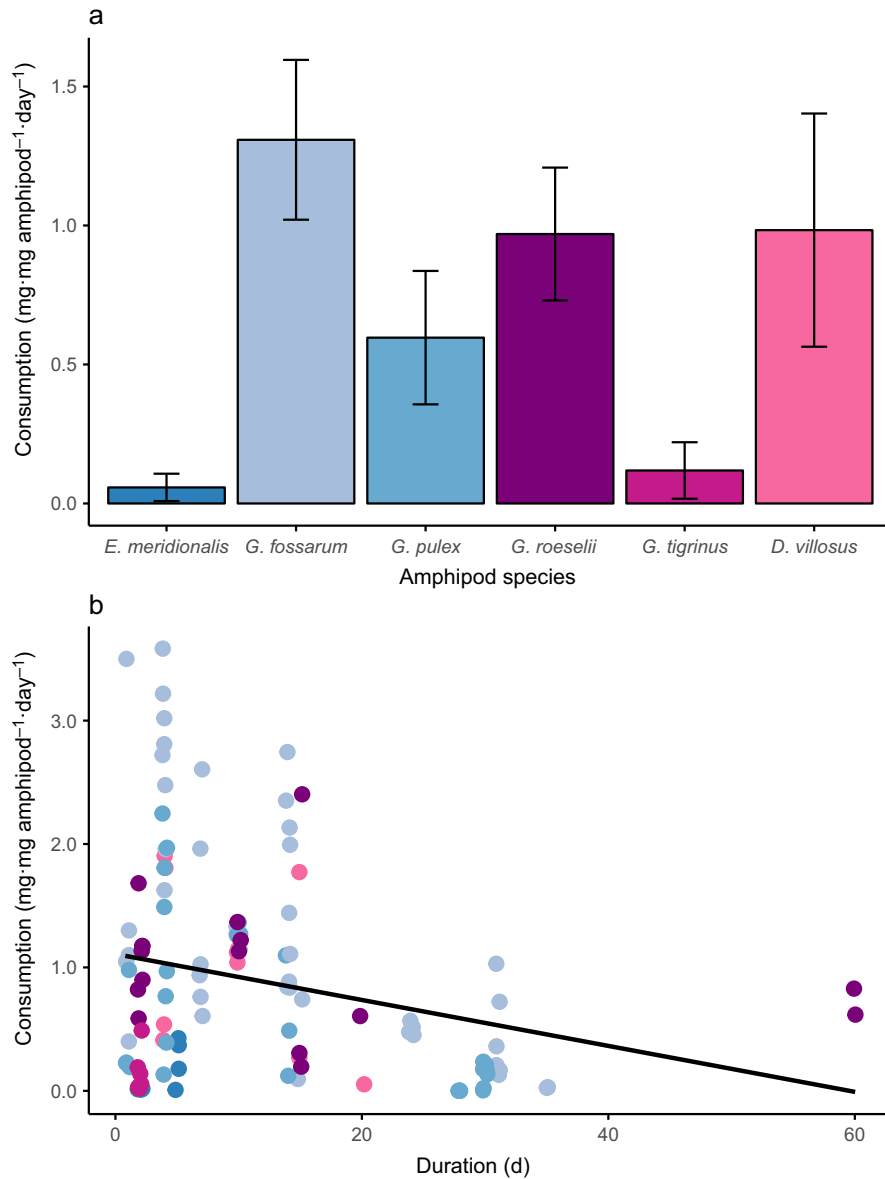 a
Consumption (mg·mg amphipod⁻¹·day⁻¹)
1.5
1.0
0.5
0.0
E. meridionalis G. fossarum G. pulex G. roeselii G. tigrinus D. villosus
Amphipod species
b
Consumption (mg·mg amphipod⁻¹·day⁻¹)
3.0
2.0
1.0
0.0
0 20 40 60
Duration (d)